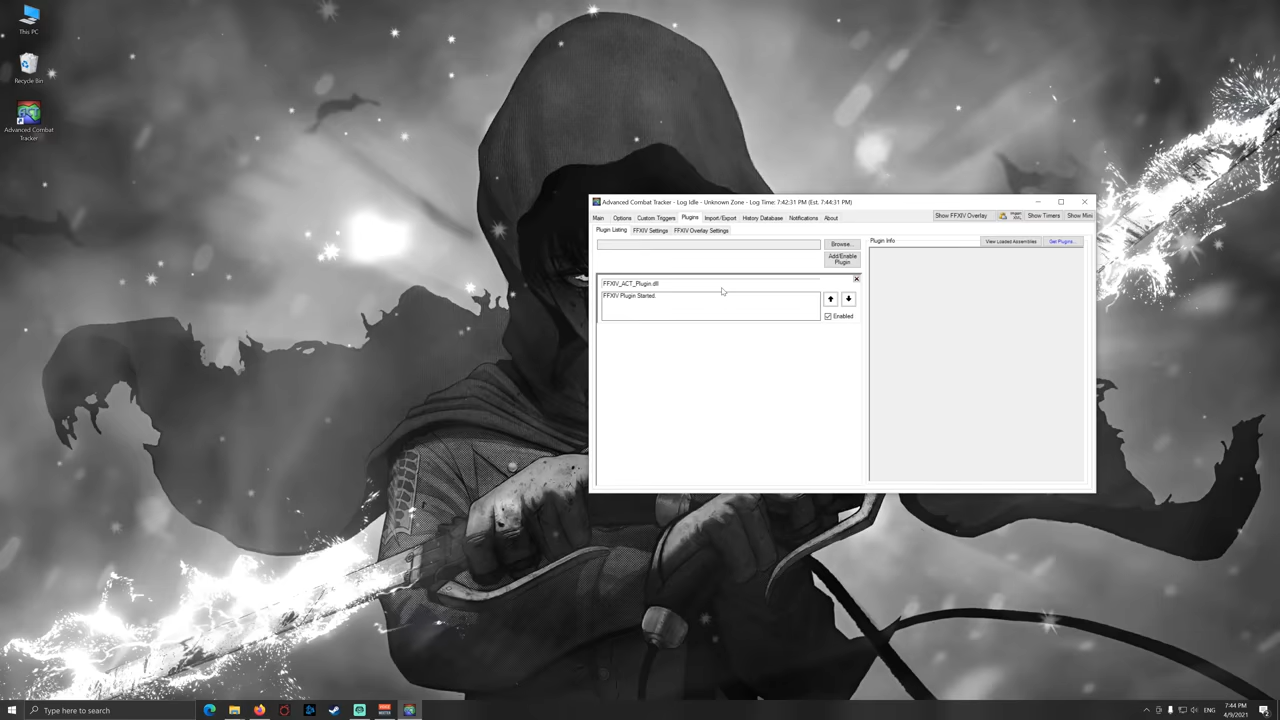 This PC
Recycle Bin
Advanced Combat
Tracker
Advanced Combat Tracker - Log Idle - Unknown Zone - Log Time: 7:42:31 PM (Est. 7:44:31 PM)
Main Options Custom Triggers Plugins Import/Export History Database Notifications About Show FFXIV Overlay Show Timers Show Mini
Plugin Listing FFXIV Settings FFXIV Overlay Settings
Browse...
Add/Enable
Plugin
Plugin Info View Loaded Assemblies Get Plugins...
FFXIV_ACT_Plugin.dll
FFXIV Plugin Started.
Enabled
Type here to search
ENG
7:44 PM
4/9/2021